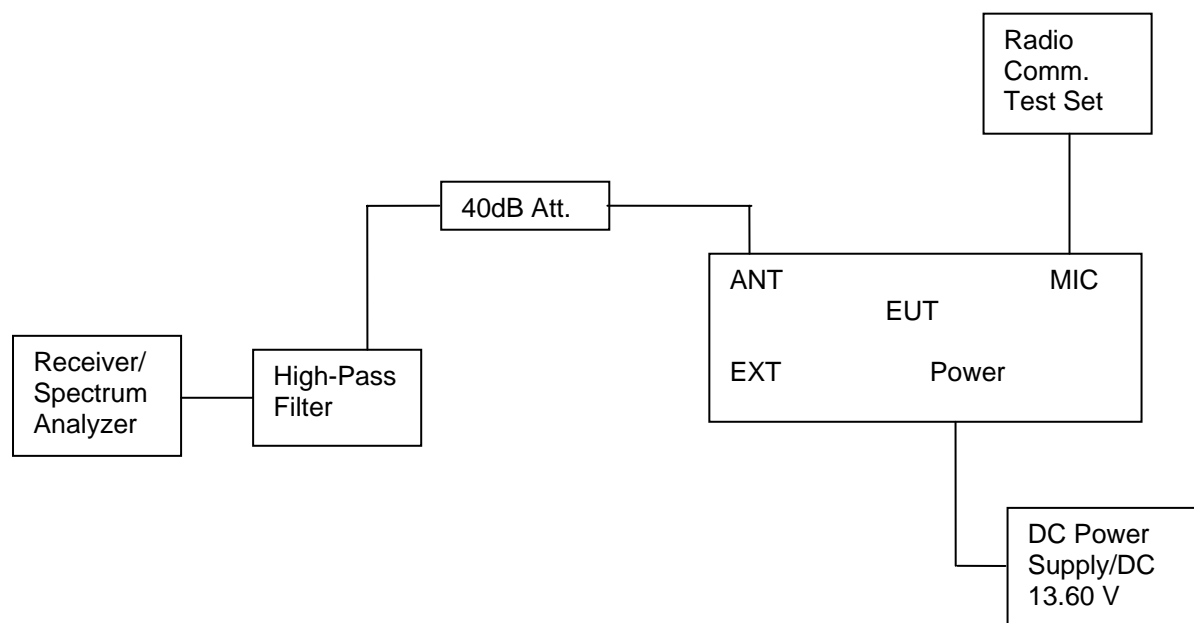 Radio
Comm.
Test Set
40dB Att.
ANT
MIC
EUT
EXT
Power
Receiver/
Spectrum
Analyzer
High-Pass
Filter
DC Power
Supply/DC
13.60 V